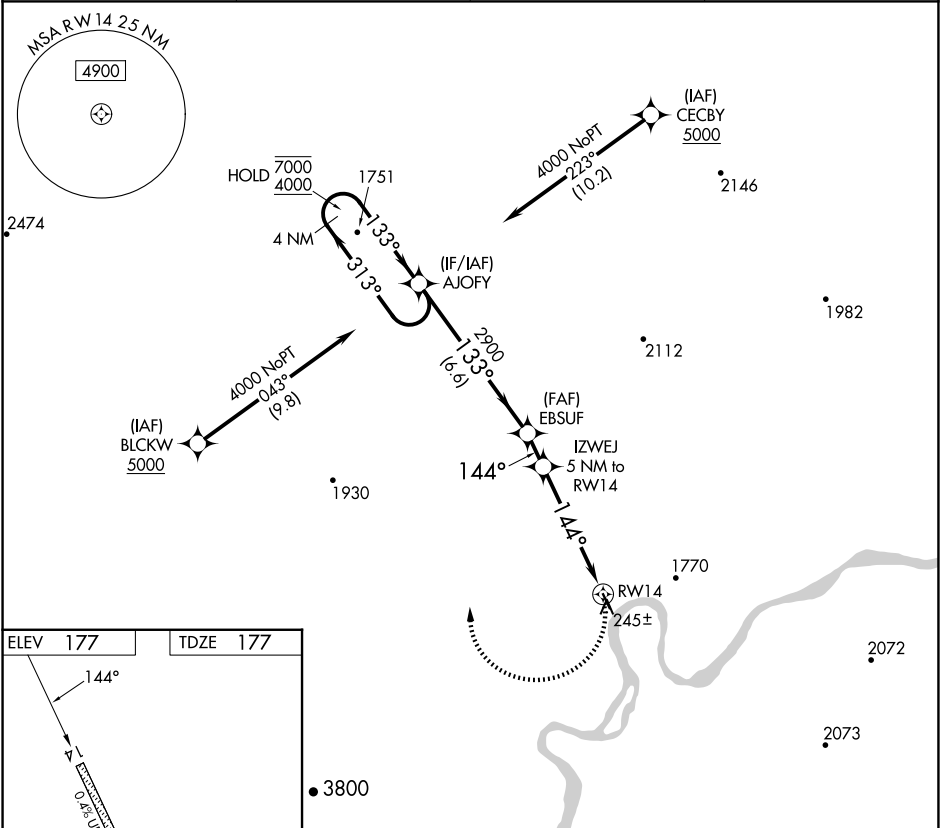 MSA RW 14 25 NM
4900
(IAF)
CECBY
5000
4000 NoPT
223°
(10.2)
2146
HOLD 7000
4000
1751
4 NM
133°
313°
2474
(IF/IAF)
AJOFY
1982
2112
2900
133°
(6.6)
4000 NoPT
043°
(9.8)
(IAF)
BLCKW
5000
(FAF)
EBSUF
IZWEJ
5 NM to
RW14
144°
1930
144°
1770
RW14
245±
2072
2073
3800
ELEV 177
TDZE 177
144°
14
0.4%